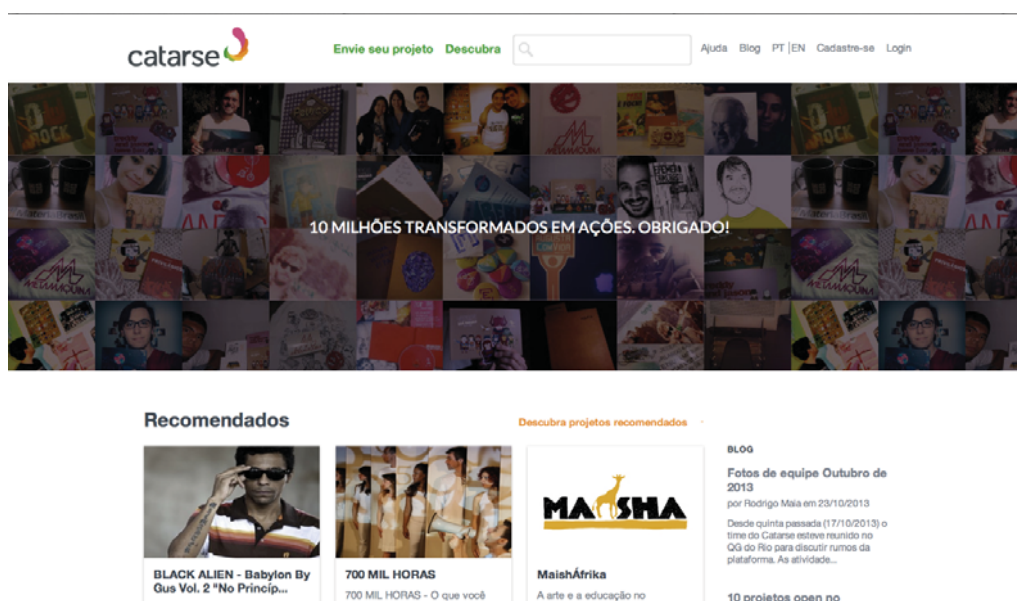 catarse
Envie seu projeto Descubra
Ajuda Blog PT | EN Cadastre-se Login
10 MILHÕES TRANSFORMADOS EM AÇÕES. OBRIGADO!
Recomendados
Descubra projetos recomendados
MAISHA
BLACK ALIEN - Babylon By
Gus Vol. 2 "No Princíp...
700 MIL HORAS
700 MIL HORAS - O que você
MaishÁfrika
A arte e a educação no
BLOG
Fotos de equipe Outubro de
2013
por Rodrigo Maia em 23/10/2013
Desde quinta passada (17/10/2013) o
time do Catarse esteve reunido no
QG do Rio para discutir rumos da
plataforma. As atividade...
10 projetos open no